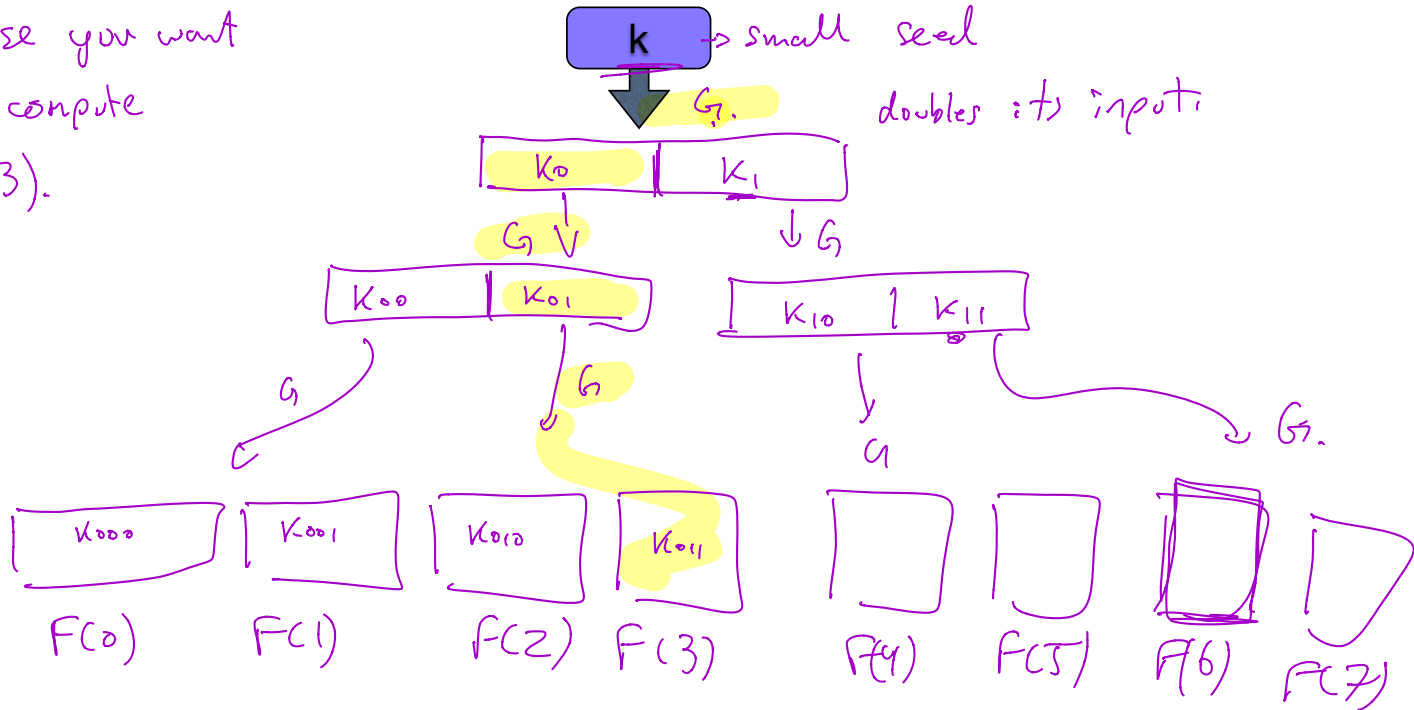 se you want
k → small seed
compute
G.
doubles its input.
3).
K0 | K1
G
G
K00 | K01
K10 | K11
G
G
G
G.
K000
K001
K010
K011
F(0)
F(1)
F(2)
F(3)
F(4)
F(5)
F(6)
F(7)